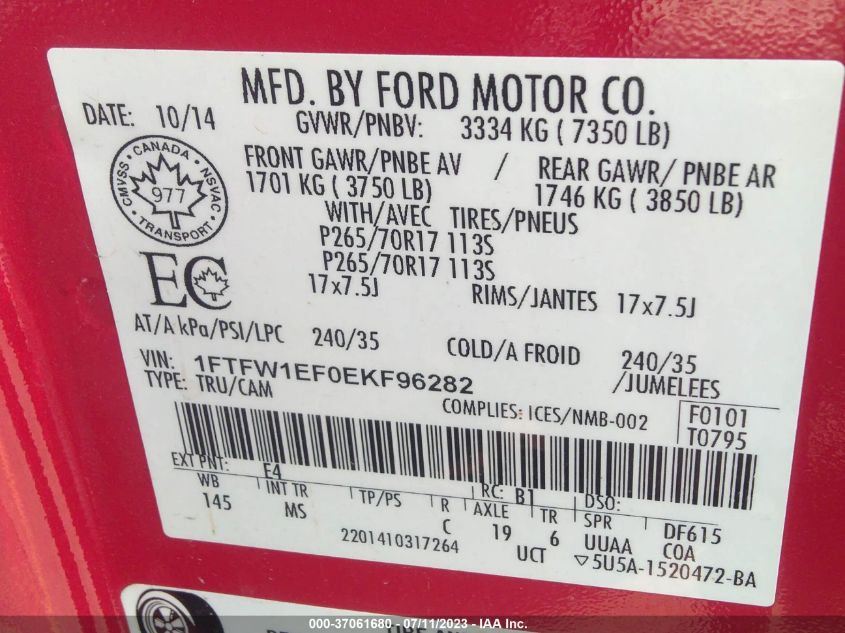 MFD. BY FORD MOTOR CO.
DATE: 10/14 GVWR/PNBV: 3334 KG ( 7350 LB)
FRONT GAWR/PNBE AV / REAR GAWR/ PNBE AR
1701 KG ( 3750 LB) 1746 KG ( 3850 LB)
CANADA
CMVSS 977 NSVAC
TRANSPORT
WITH/AVEC TIRES/PNEUS
P265/70R17 113S
P265/70R17 113S
EC
17x7.5J RIMS/JANTES 17x7.5J
AT/A kPa/PSI/LPC 240/35 COLD/A FROID 240/35
VIN: 1FTFW1EF0EKF96282 /JUMELEES
TYPE: TRU/CAM
COMPLIES: ICES/NMB-002 F0101
T0795
EXT PNT: E4 RC: B1 DSO:
WB INT TR TP/PS R AXLE TR SPR DF615
145 MS C 19 6 UUAA COA
2201410317264 UCT ▽5U5A-1520472-BA
000-37061680 - 07/11/2023 - IAA Inc.